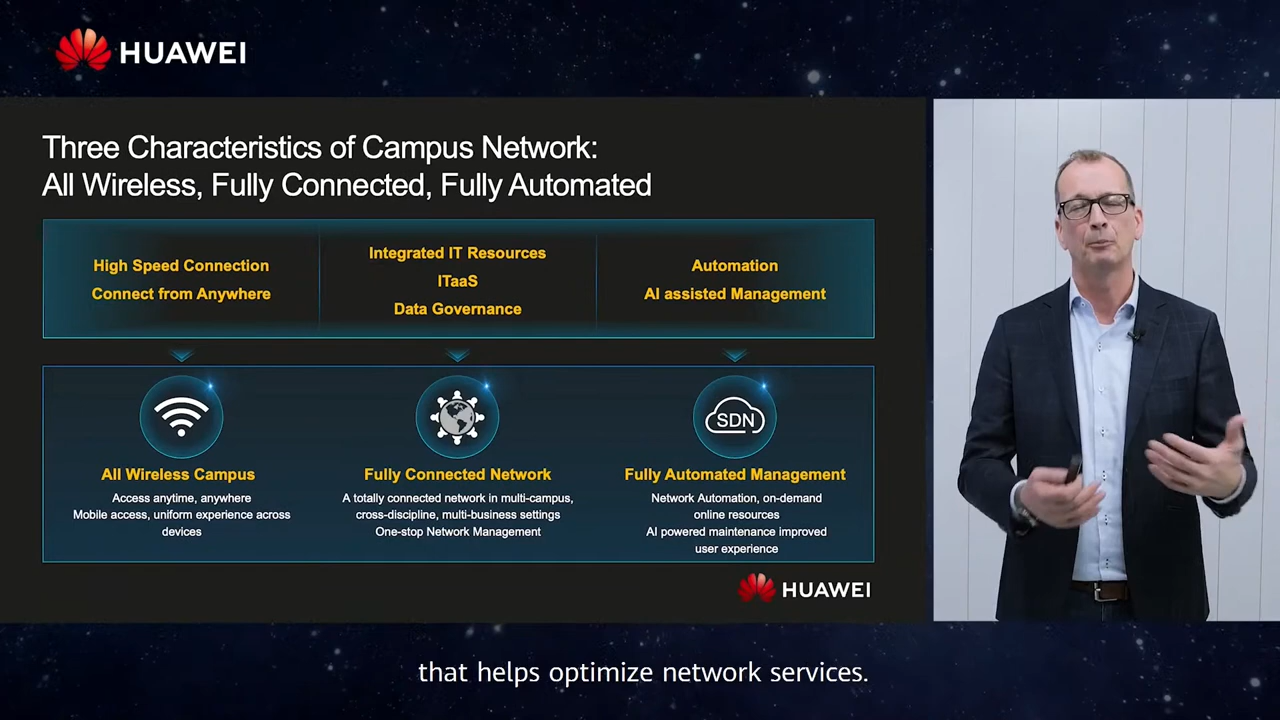 HUAWEI
Three Characteristics of Campus Network:
All Wireless, Fully Connected, Fully Automated
High Speed Connection
Connect from Anywhere
Integrated IT Resources
ITaaS
Data Governance
Automation
AI assisted Management
All Wireless Campus
Access anytime, anywhere
Mobile access, uniform experience across
devices
Fully Connected Network
A totally connected network in multi-campus,
cross-discipline, multi-business settings
One-stop Network Management
SDN
Fully Automated Management
Network Automation, on-demand
online resources
AI powered maintenance improved
user experience
HUAWEI
that helps optimize network services.